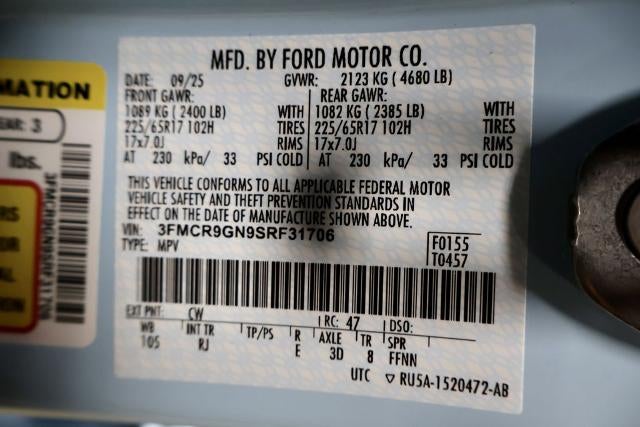 MFD. BY FORD MOTOR CO.
DATE: 09/25 GVWR: 2123 KG ( 4680 LB)
FRONT GAWR: REAR GAWR:
1089 KG ( 2400 LB) WITH 1082 KG ( 2385 LB) WITH
225/65R17 102H TIRES 225/65R17 102H TIRES
17x7.0J RIMS 17x7.0J RIMS
AT 230 kPa/ 33 PSI COLD AT 230 kPa/ 33 PSI COLD
THIS VEHICLE CONFORMS TO ALL APPLICABLE FEDERAL MOTOR
VEHICLE SAFETY AND THEFT PREVENTION STANDARDS IN
EFFECT ON THE DATE OF MANUFACTURE SHOWN ABOVE.
VIN: 3FMCR9GN9SRF31706
TYPE: MPV
F0155
T0457
EXT PNT: CW RC: 47 DSO:
WB INT TR TP/PS R AXLE TR SPR
105 RJ E 3D 8 FFNN
UTC ▽ RU5A-1520472-AB
MATION
EAR: 3
lbs.
3FMCR9GN9SRF31706